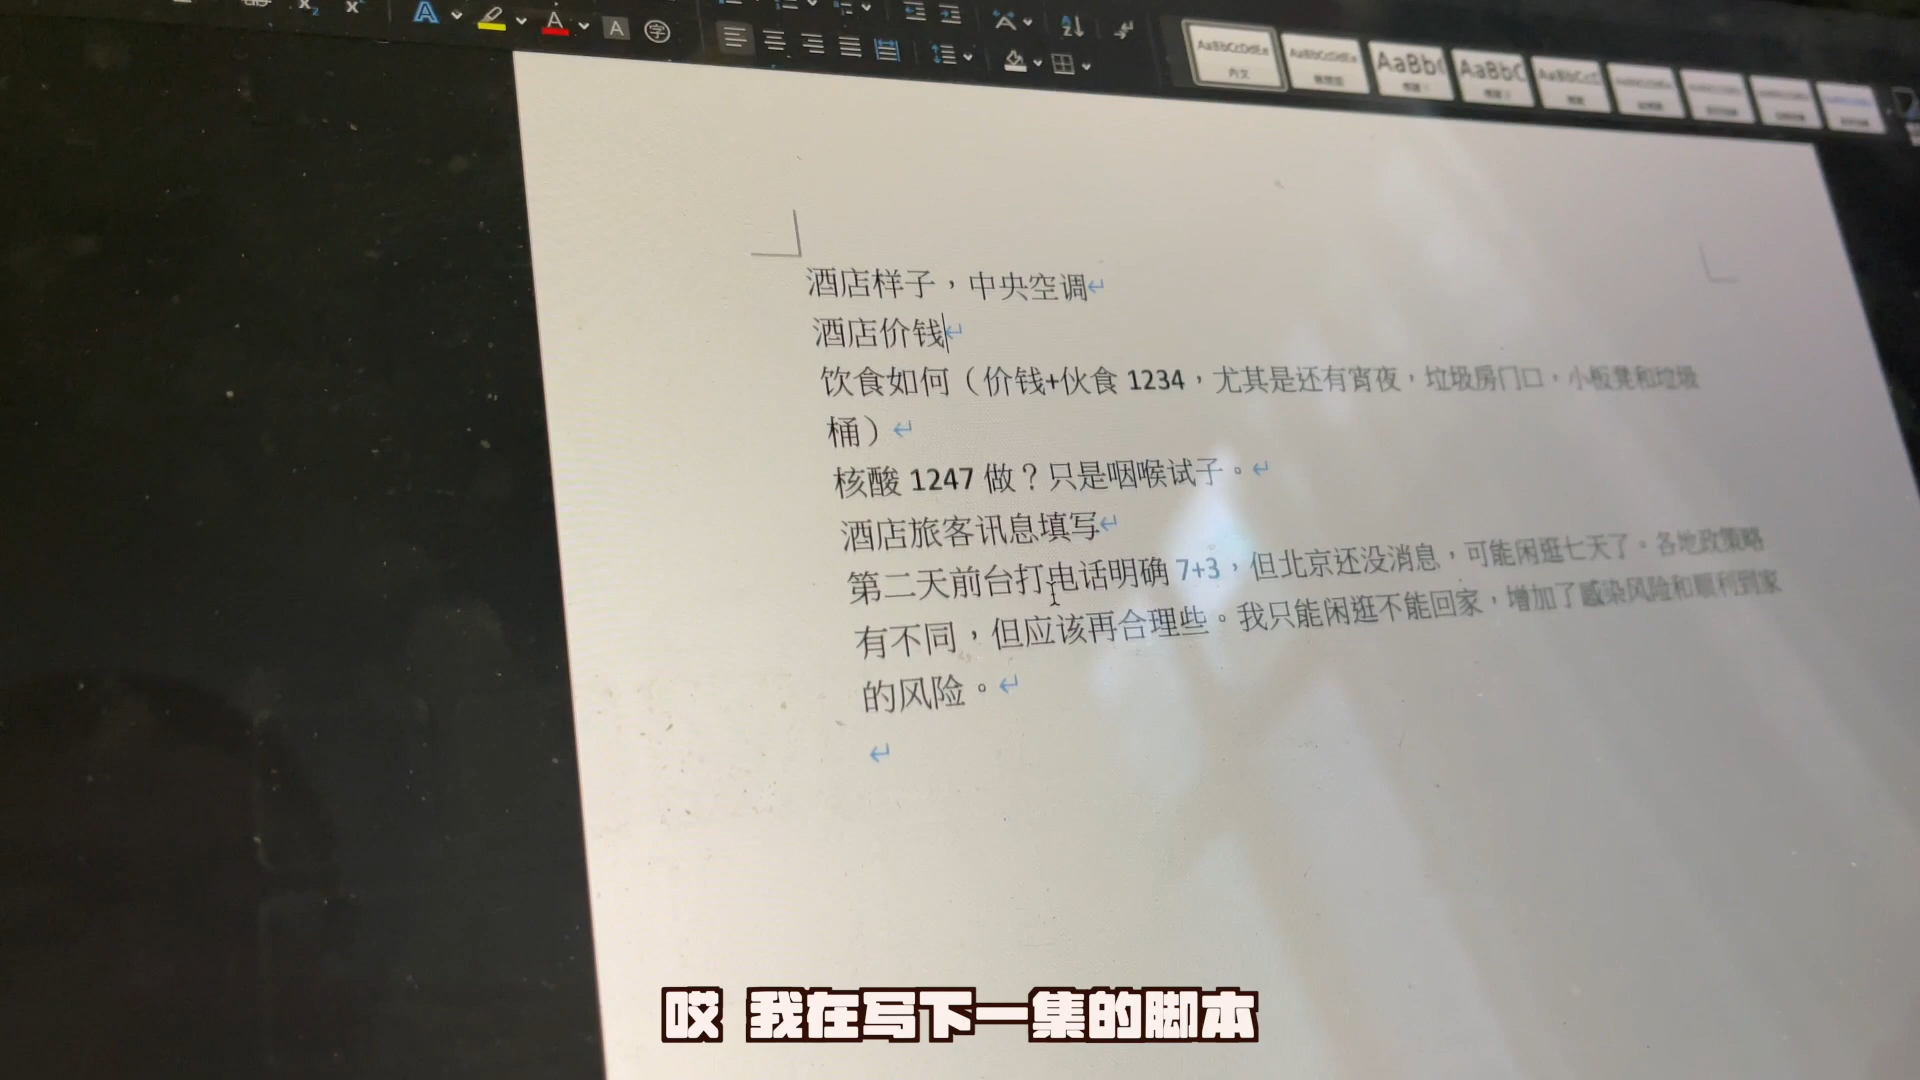 AaBbCcDdEe
AaBbCcDdEe
AaBb(
AaBbC
AaBbCcD
内文
酒店样子，中央空调
酒店价钱
饮食如何（价钱+伙食 1234，尤其是还有宵夜，垃圾房门口，小板凳和垃圾
桶）
核酸 1247 做？只是咽喉试子。
酒店旅客讯息填写
第二天前台打电话明确 7+3，但北京还没消息，可能闲逛七天了。各地政策略
有不同，但应该再合理些。我只能闲逛不能回家，增加了感染风险和顺利到家
的风险。
哎 我在写下一集的脚本